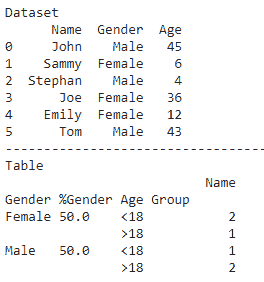 Dataset
Name Gender Age
0 John Male 45
1 Sammy Female 6
2 Stephan Male 4
3 Joe Female 36
4 Emily Female 12
5 Tom Male 43
-----------------------------------
Table
Name
Gender %Gender Age Group
Female 50.0 <18 2
>18 1
Male 50.0 <18 1
>18 2